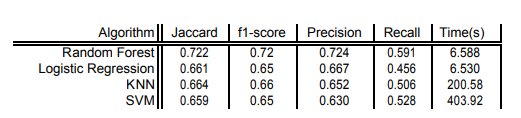 Algorithm Jaccard f1-score Precision Recall Time(s)
Random Forest 0.722 0.72 0.724 0.591 6.588
Logistic Regression 0.661 0.65 0.667 0.456 6.530
KNN 0.664 0.66 0.652 0.506 200.58
SVM 0.659 0.65 0.630 0.528 403.92